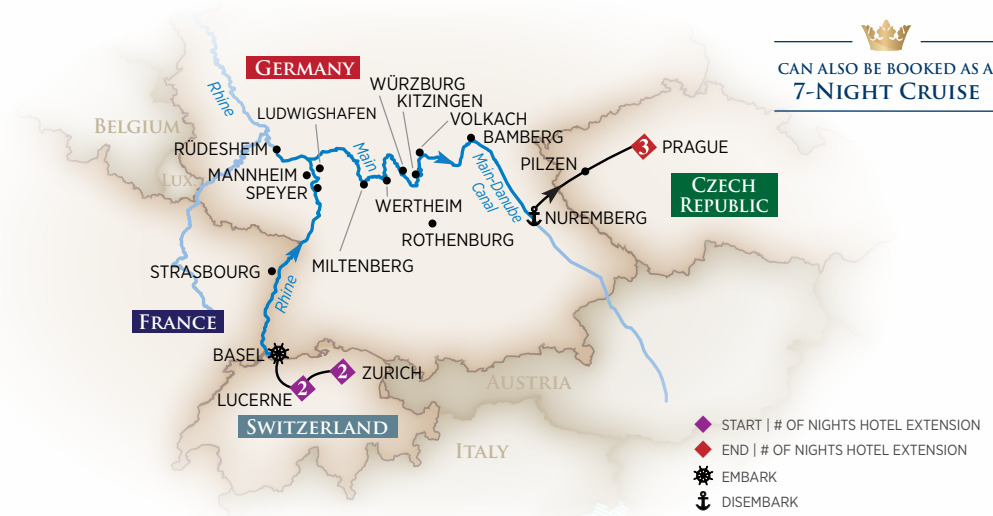 CAN ALSO BE BOOKED AS A
7-NIGHT CRUISE
GERMANY
Rhine
WÜRZBURG
KITZINGEN
LUDWIGSHAFEN
VOLKACH
BELGIUM
BAMBERG
RÜDESHEIM
Main
PRAGUE
3
PILZEN
MANNHEIM
LUX.
SPEYER
Main-Danube
Canal
CZECH
REPUBLIC
WERTHEIM
NUREMBERG
ROTHENBURG
STRASBOURG
MILTENBERG
Rhine
FRANCE
BASEL
2
ZURICH
AUSTRIA
LUCERNE
2
SWITZERLAND
ITALY
START | # OF NIGHTS HOTEL EXTENSION
END | # OF NIGHTS HOTEL EXTENSION
EMBARK
DISEMBARK